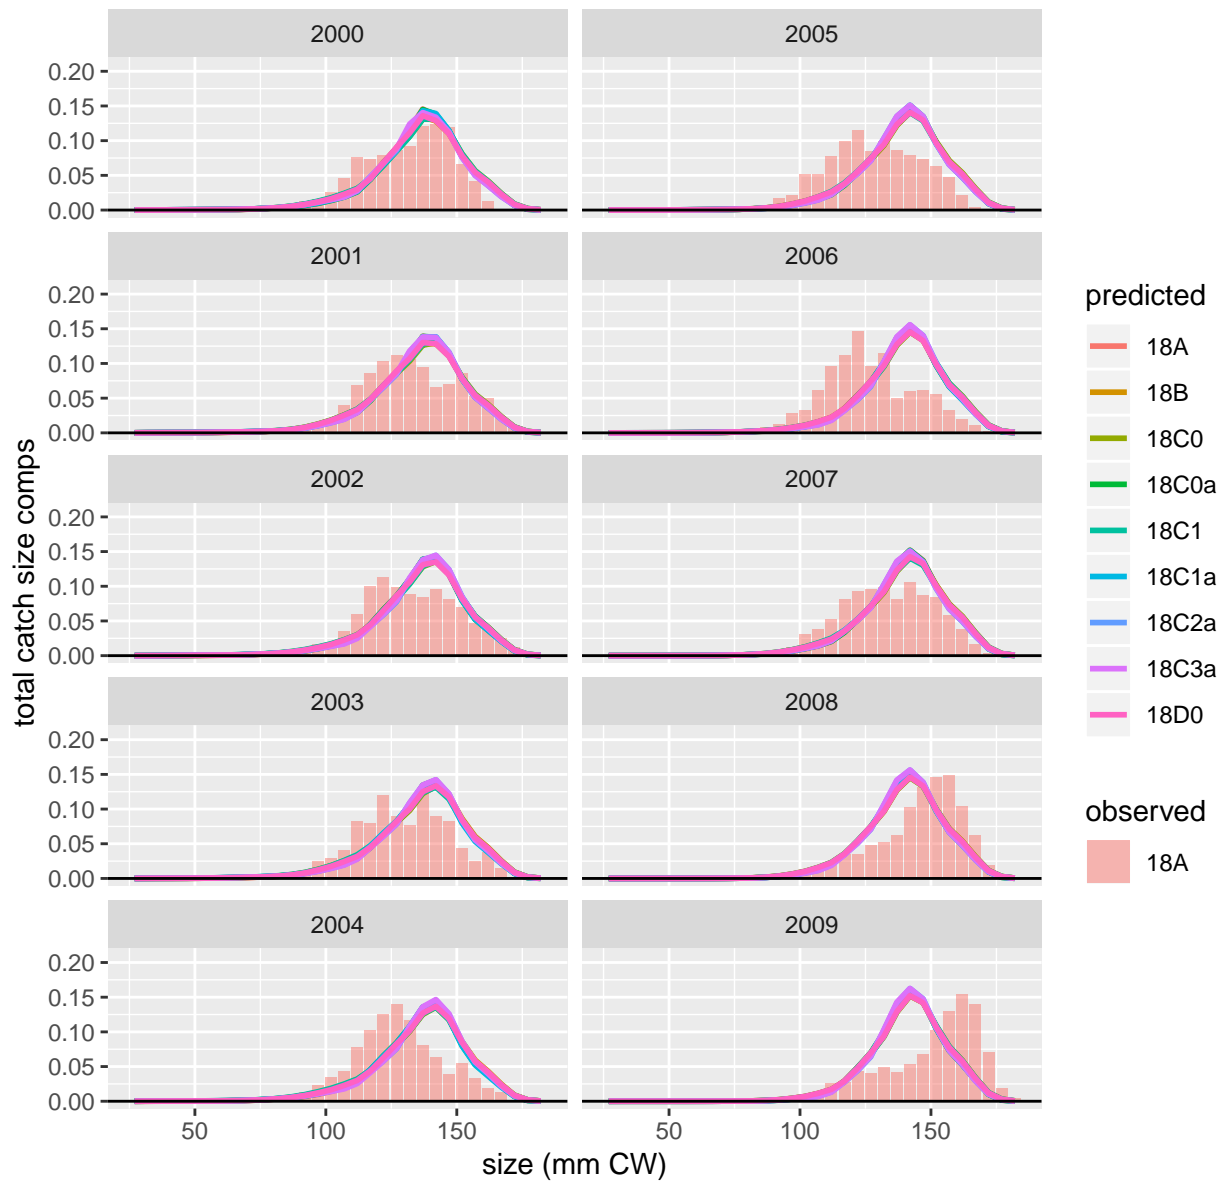 total catch size comps
2000
2005
0.20
0.15
0.10
0.05
0.00
2001
2006
0.20
0.15
0.10
0.05
0.00
2002
2007
0.20
0.15
0.10
0.05
0.00
2003
2008
0.20
0.15
0.10
0.05
0.00
2004
2009
0.20
0.15
0.10
0.05
0.00
50 100 150
50 100 150
size (mm CW)
predicted
18A
18B
18C0
18C0a
18C1
18C1a
18C2a
18C3a
18D0
observed
18A